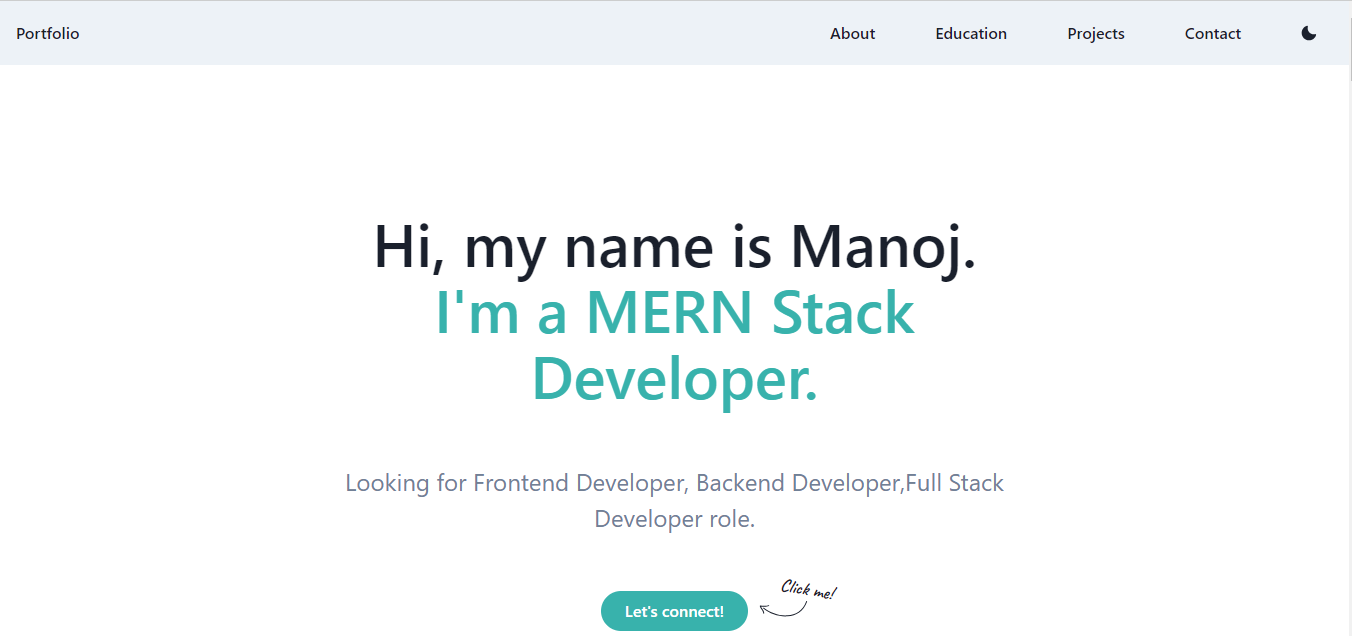 Portfolio About Education Projects Contact
Hi, my name is Manoj.
I'm a MERN Stack
Developer.
Looking for Frontend Developer, Backend Developer,Full Stack
Developer role.
Click me!
Let's connect!